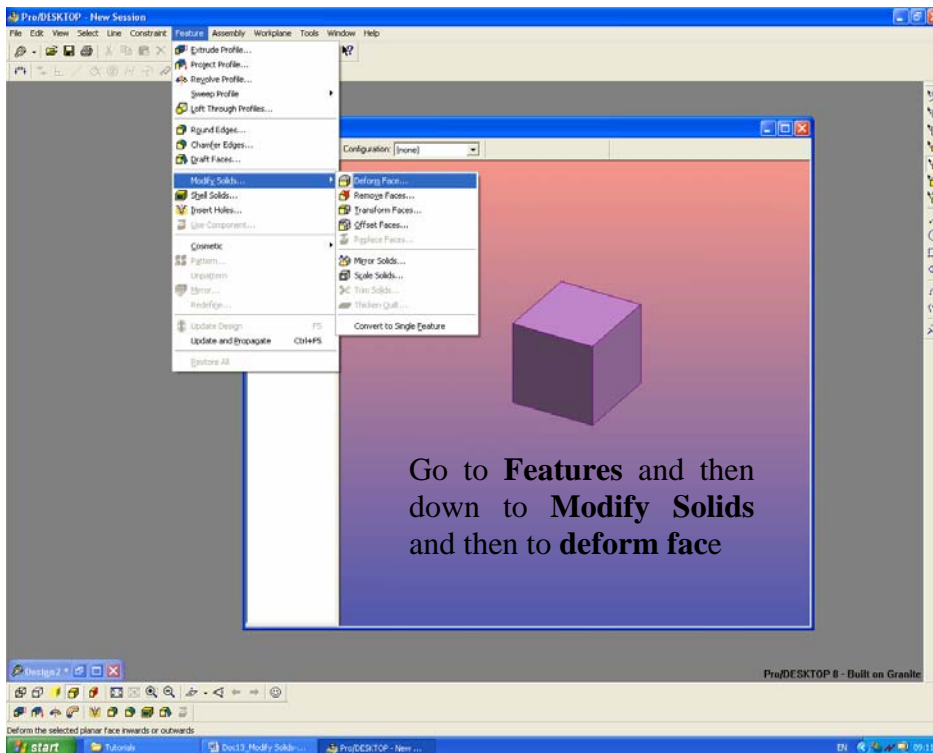 Pro/DESKTOP - New Session
File Edit View Select Line Constraint Feature Assembly Workplane Tools Window Help
Extrude Profile...
Project Profile...
Revolve Profile...
Sweep Profile
Loft Through Profiles...
Round Edges...
Chamfer Edges...
Draft Faces...
Modify Solids...
Shell Solids...
Insert Holes...
Use Component...
Cosmetic
Pattern...
Unpattern
Mirror...
Redefine...
Update Design F5
Update and Propagate Ctrl+F5
Restore All
Configuration: (none)
Deform Face...
Remove Faces...
Transform Faces...
Offset Faces...
Replace Faces...
Mirror Solids...
Scale Solids...
Trim Solids...
Thicken Quilt...
Convert to Single Feature
Go to Features and then
down to Modify Solids
and then to deform face
Design2 *
Pro/DESKTOP 8 - Built on Granite
Deform the selected planar face inwards or outwards
start Tutorials Doc13_Modify Solids-... Pro/DESKTOP - New ... EN 09:13